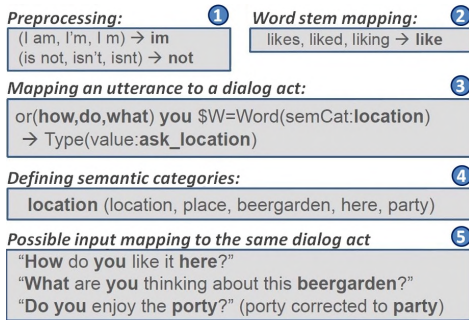 Preprocessing: 1
(I am, I'm, I m) → im
(is not, isn't, isnt) → not
Word stem mapping: 2
likes, liked, liking → like
Mapping an utterance to a dialog act: 3
or(how,do,what) you $W=Word(semCat:location)
→ Type(value:ask_location)
Defining semantic categories: 4
location (location, place, beergarden, here, party)
Possible input mapping to the same dialog act 5
“How do you like it here?”
“What are you thinking about this beergarden?”
“Do you enjoy the porty?” (porty corrected to party)